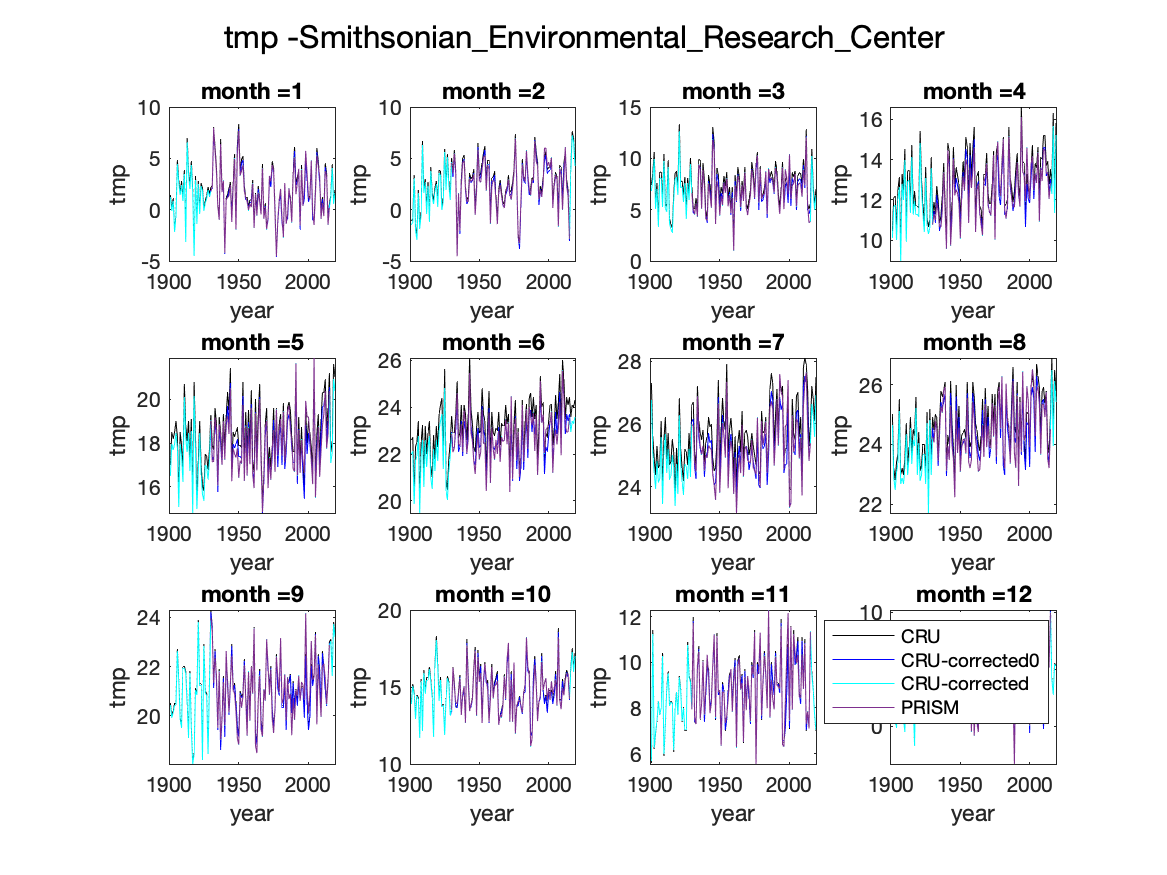 tmp -Smithsonian_Environmental_Research_Center
month =1
month =2
month =3
month =4
10
5
0
-5
tmp
1900 1950 2000
year
10
5
0
-5
tmp
1900 1950 2000
year
15
10
5
0
tmp
1900 1950 2000
year
16
14
12
10
tmp
1900 1950 2000
year
month =5
month =6
month =7
month =8
20
18
16
tmp
1900 1950 2000
year
26
24
22
20
tmp
1900 1950 2000
year
28
26
24
tmp
1900 1950 2000
year
26
24
22
tmp
1900 1950 2000
year
month =9
month =10
month =11
month =12
24
22
20
tmp
1900 1950 2000
year
20
15
10
tmp
1900 1950 2000
year
12
10
8
6
tmp
1900 1950 2000
year
10
0
1900 1950 2000
year
CRU
CRU-corrected0
CRU-corrected
PRISM